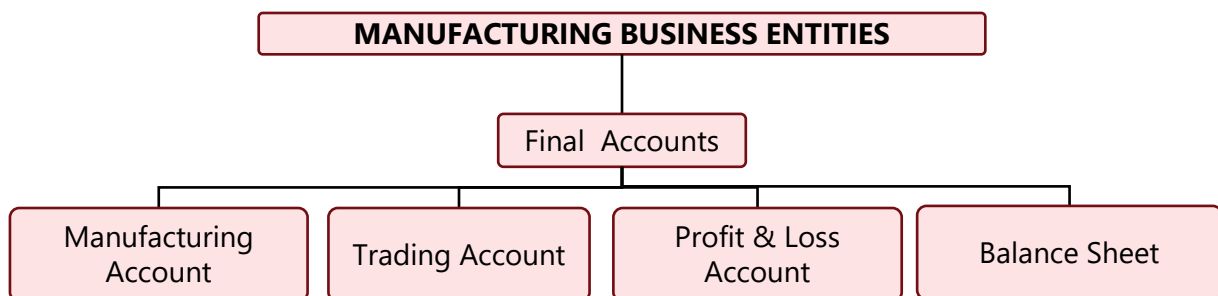 MANUFACTURING BUSINESS ENTITIES
Final Accounts
Manufacturing
Account
Trading Account
Profit & Loss
Account
Balance Sheet